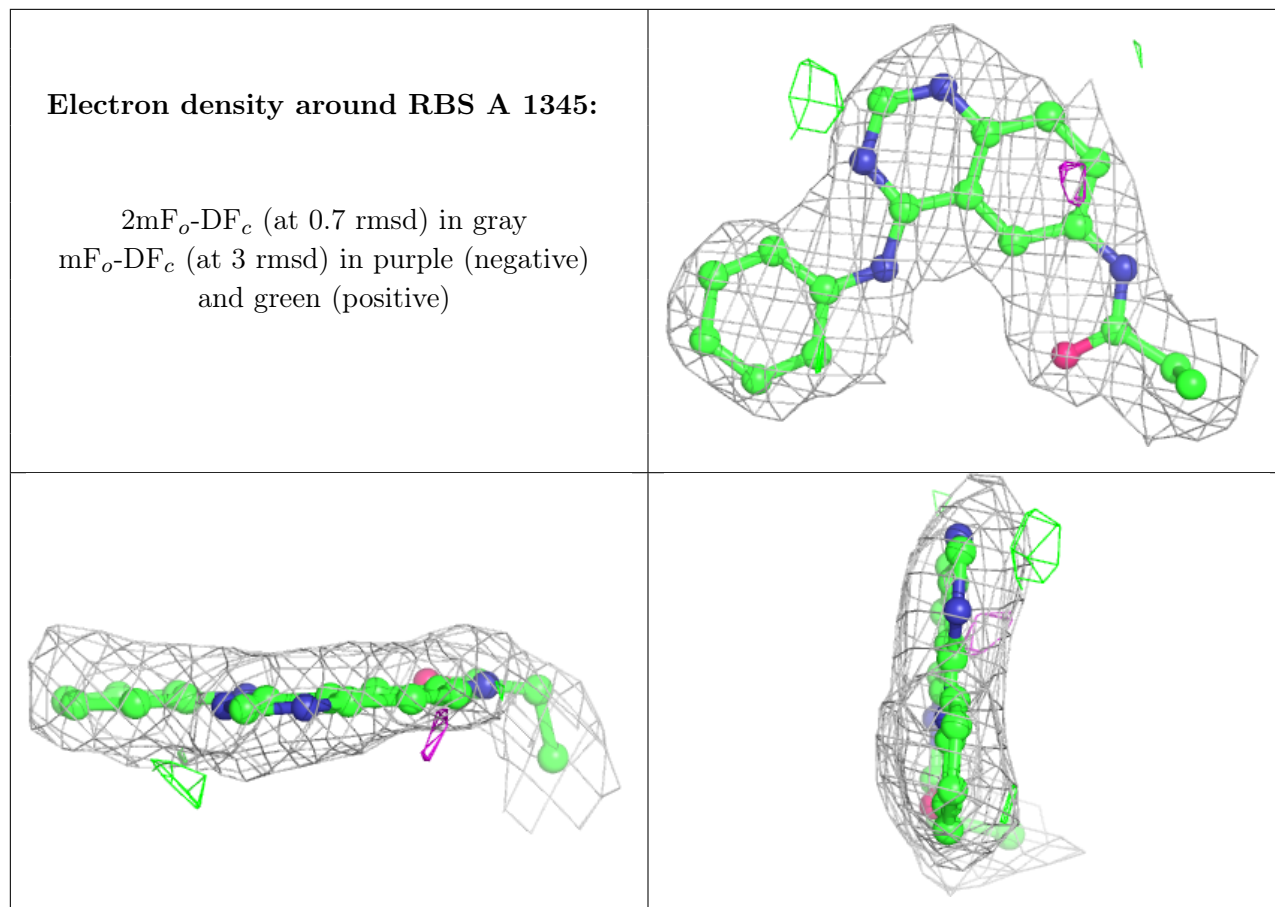 Electron density around RBS A 1345:
2mFo-DFc (at 0.7 rmsd) in gray
mFo-DFc (at 3 rmsd) in purple (negative)
and green (positive)